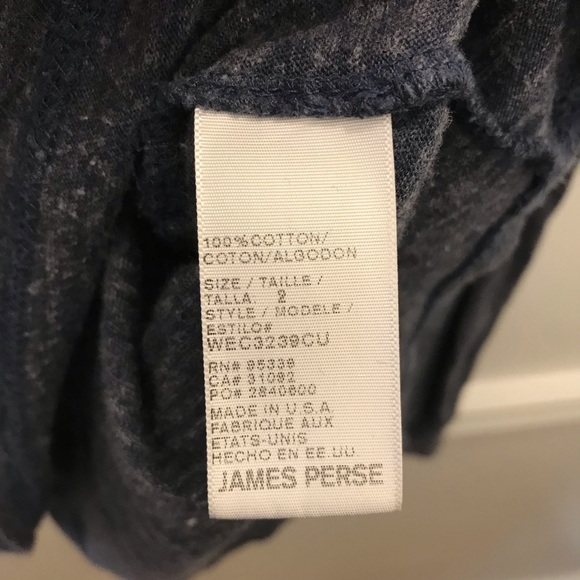 100% COTTON/
COTON/ALGODON
SIZE / TAILLE /
TALLA: 2
STYLE / MODELE /
ESTILO#
WEC3239CU
RN# 95339
CA# 31092
PO# 2840600
MADE IN U.S.A
FABRIQUE AUX
ETATS-UNIS
HECHO EN EE.UU
JAMES PERSE